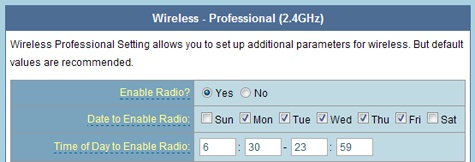 Wireless - Professional (2.4GHz)
Wireless Professional Setting allows you to set up additional parameters for wireless. But default
values are recommended.
Enable Radio? Yes No
Date to Enable Radio: Sun Mon Tue Wed Thu Fri Sat
Time of Day to Enable Radio: 6 : 30 - 23 : 59